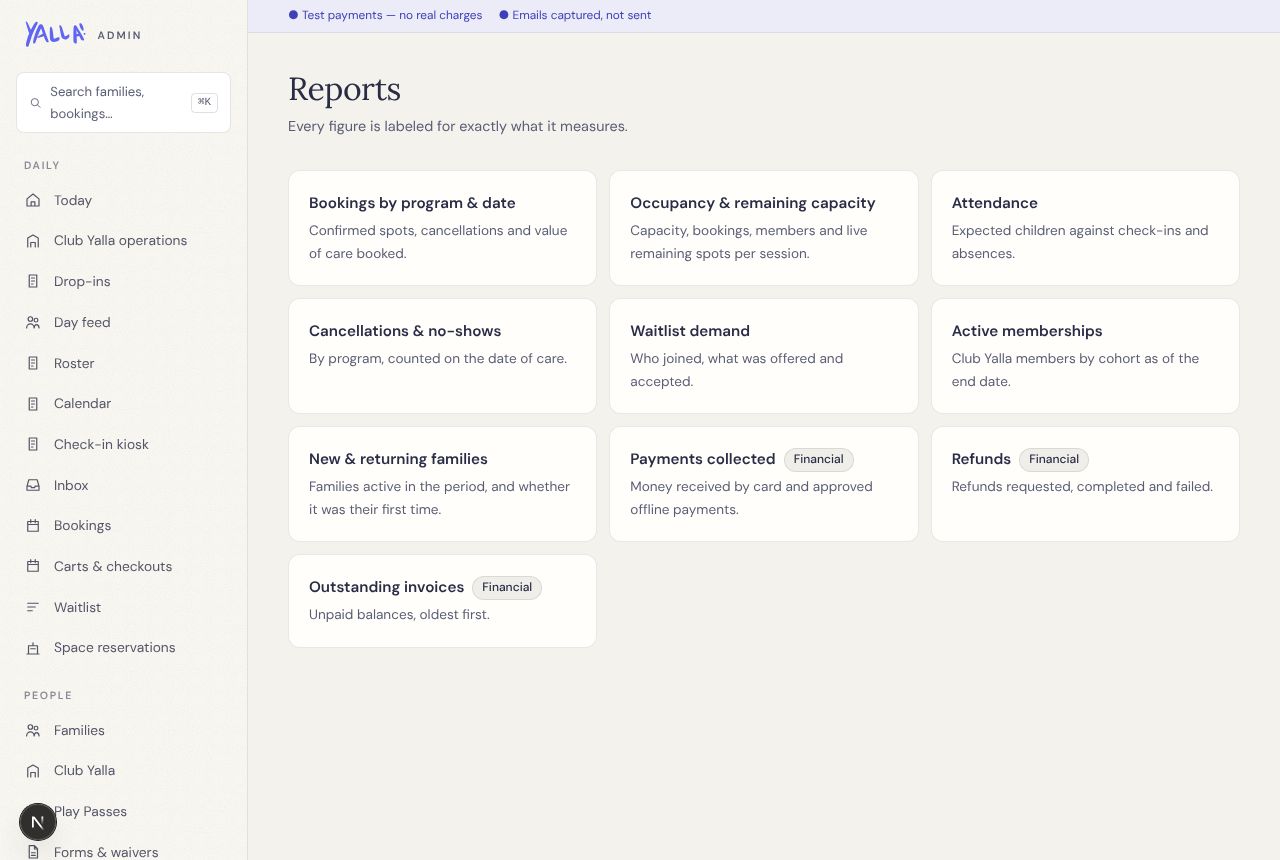 YALLA ADMIN
Search families,
bookings…
⌘K
DAILY
Today
Club Yalla operations
Drop-ins
Day feed
Roster
Calendar
Check-in kiosk
Inbox
Bookings
Carts & checkouts
Waitlist
Space reservations
PEOPLE
Families
Club Yalla
Play Passes
Forms & waivers
N
Test payments — no real charges
Emails captured, not sent
Reports
Every figure is labeled for exactly what it measures.
Bookings by program & date
Confirmed spots, cancellations and value
of care booked.
Occupancy & remaining capacity
Capacity, bookings, members and live
remaining spots per session.
Attendance
Expected children against check-ins and
absences.
Cancellations & no-shows
By program, counted on the date of care.
Waitlist demand
Who joined, what was offered and
accepted.
Active memberships
Club Yalla members by cohort as of the
end date.
New & returning families
Families active in the period, and whether
it was their first time.
Payments collected Financial
Money received by card and approved
offline payments.
Refunds Financial
Refunds requested, completed and failed.
Outstanding invoices Financial
Unpaid balances, oldest first.